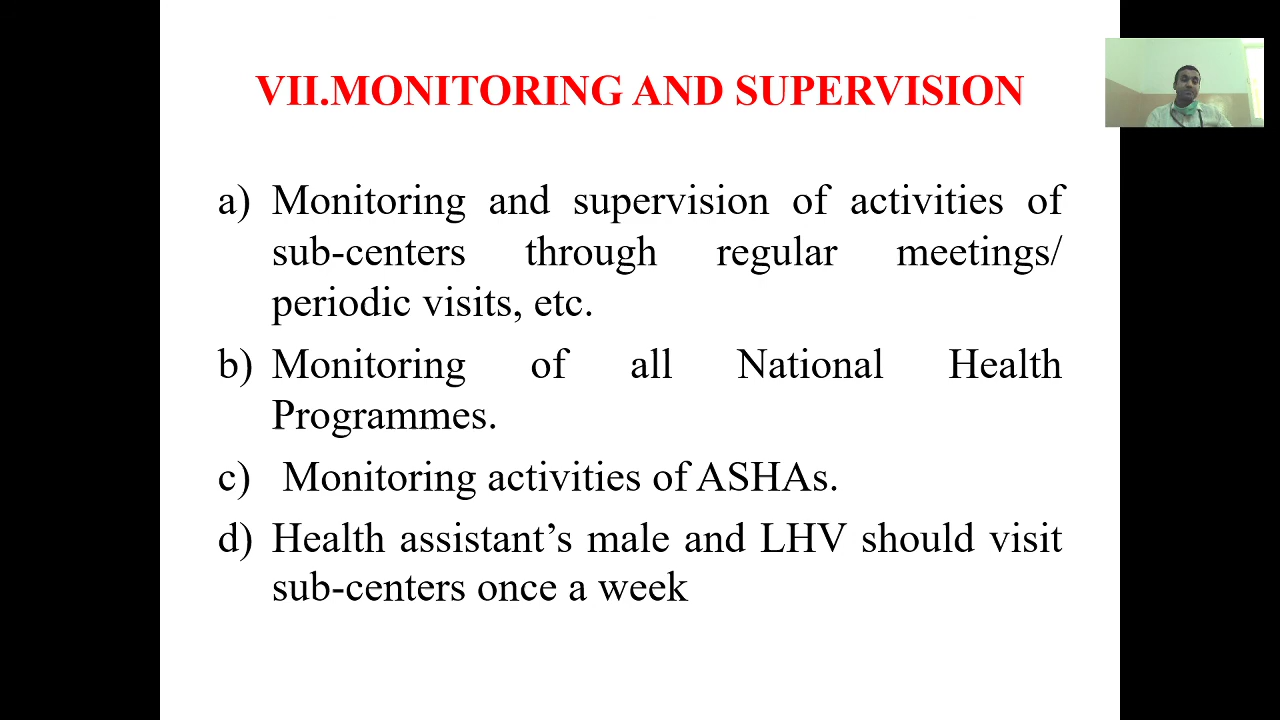 VII.MONITORING AND SUPERVISION
a) Monitoring and supervision of activities of
sub-centers through regular meetings/
periodic visits, etc.
b) Monitoring of all National Health
Programmes.
c) Monitoring activities of ASHAs.
d) Health assistant’s male and LHV should visit
sub-centers once a week